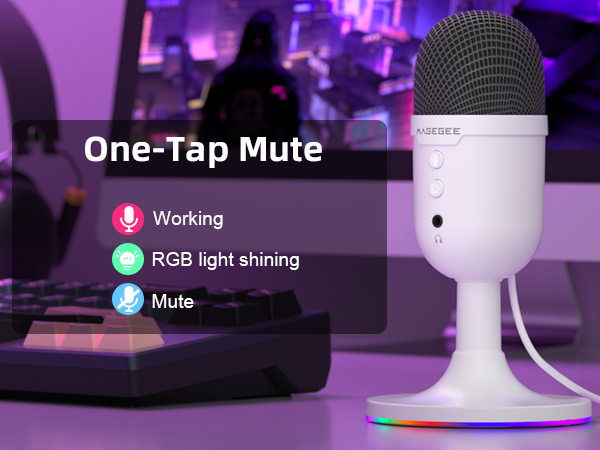 One-Tap Mute
Working
RGB light shining
Mute
MAGEGEE